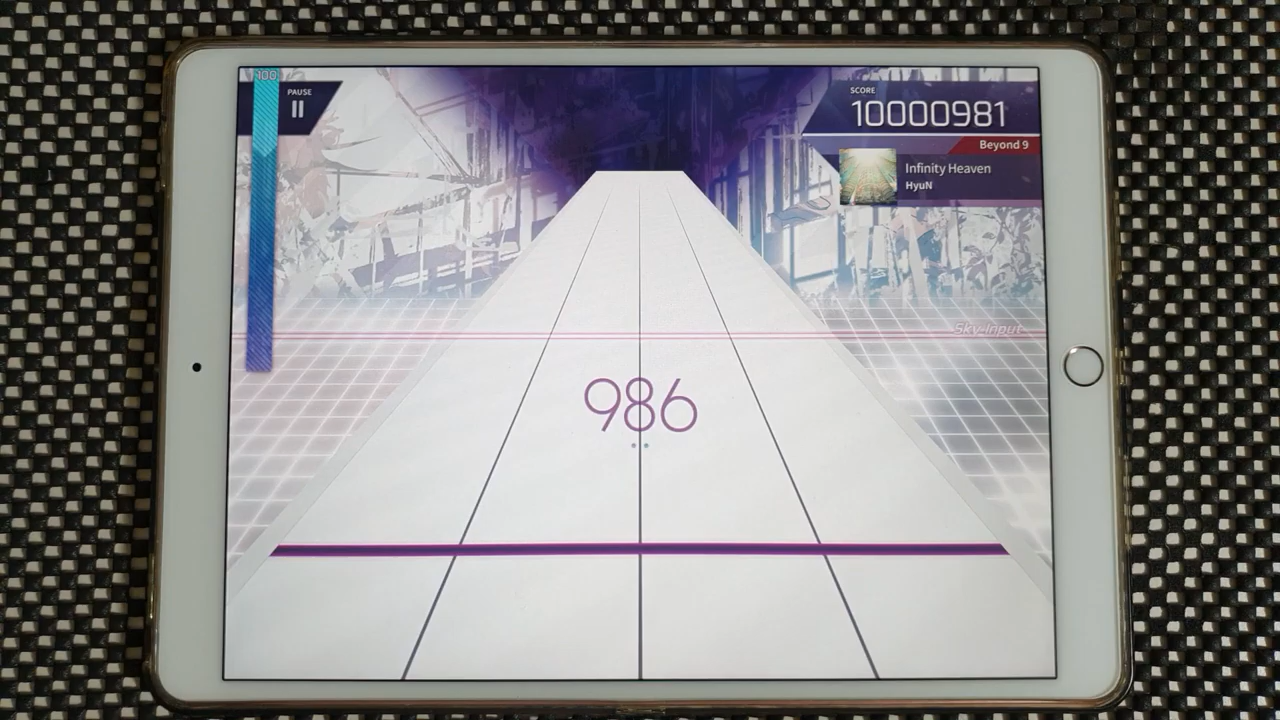 100
PAUSE
SCORE
10000981
Beyond 9
Infinity Heaven
HyuN
Sky Input
986